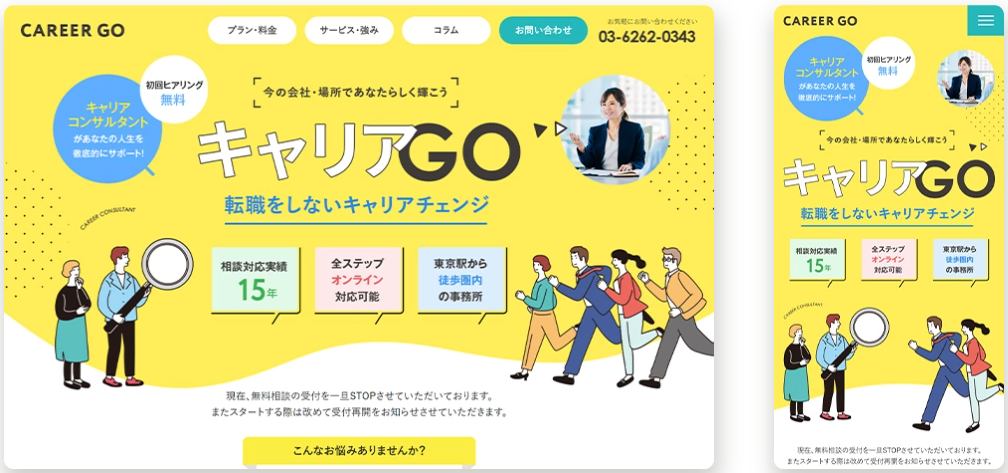 CAREER GO
プラン・料金
サービス・強み
コラム
お問い合わせ
お気軽にお問い合わせください
03-6262-0343
キャリア
コンサルタント
があなたの人生を
徹底的にサポート!
初回ヒアリング
無料
今の会社・場所であなたらしく輝こう
キャリアGO
転職をしないキャリアチェンジ
CAREER CONSULTANT
相談対応実績
15年
全ステップ
オンライン
対応可能
東京駅から
徒歩圏内
の事務所
現在、無料相談の受付を一旦STOPさせていただいております。
またスタートする際は改めて受付再開をお知らせさせていただきます。
こんなお悩みありませんか?
CAREER GO
キャリア
コンサルタント
があなたの人生を
徹底的にサポート!
初回ヒアリング
無料
今の会社・場所であなたらしく輝こう
キャリアGO
転職をしないキャリアチェンジ
相談対応実績
15年
全ステップ
オンライン
対応可能
東京駅から
徒歩圏内
の事務所
CAREER CONSULTANT
現在、無料相談の受付を一旦STOPさせていただいております。
またスタートする際は改めて受付再開をお知らせさせていただきます。